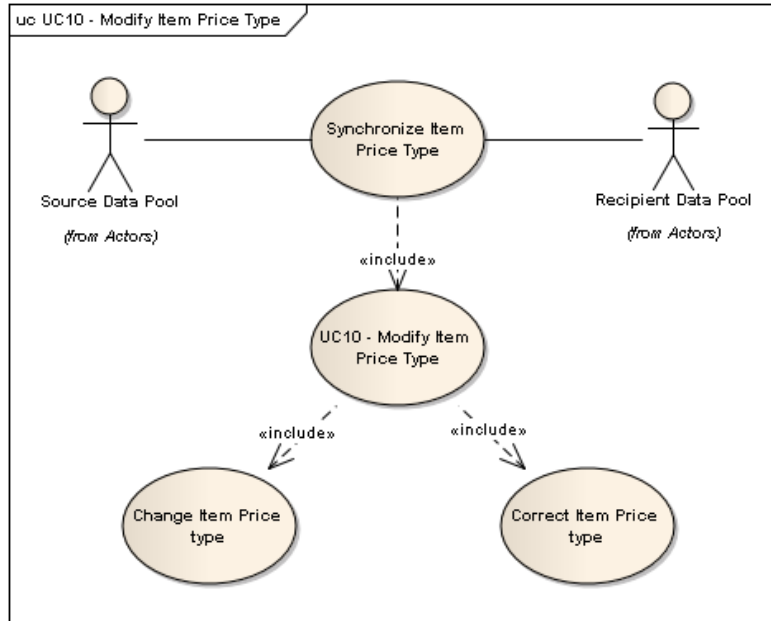 uc UC10 - Modify Item Price Type
Synchronize Item
Price Type
Source Data Pool
(from Actors)
Recipient Data Pool
(from Actors)
«include»
UC10 - Modify Item
Price Type
«include»
«include»
Change Item Price
type
Correct Item Price
type